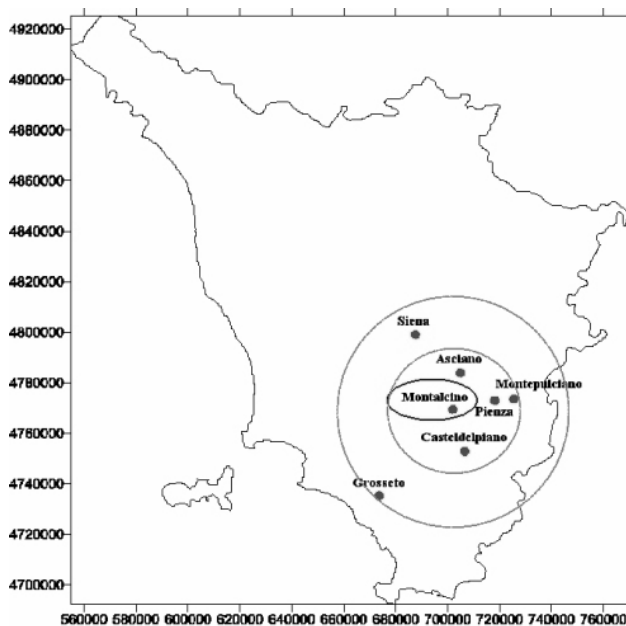 4920000
4900000
4880000
4860000
4840000
4820000
4800000
4780000
4760000
4740000
4720000
4700000
Siena
Asciano
Montepulciano
Montalcino
Pienza
Casteldelpiano
Grosseto
560000 580000 600000 620000 640000 660000 680000 700000 720000 740000 760000